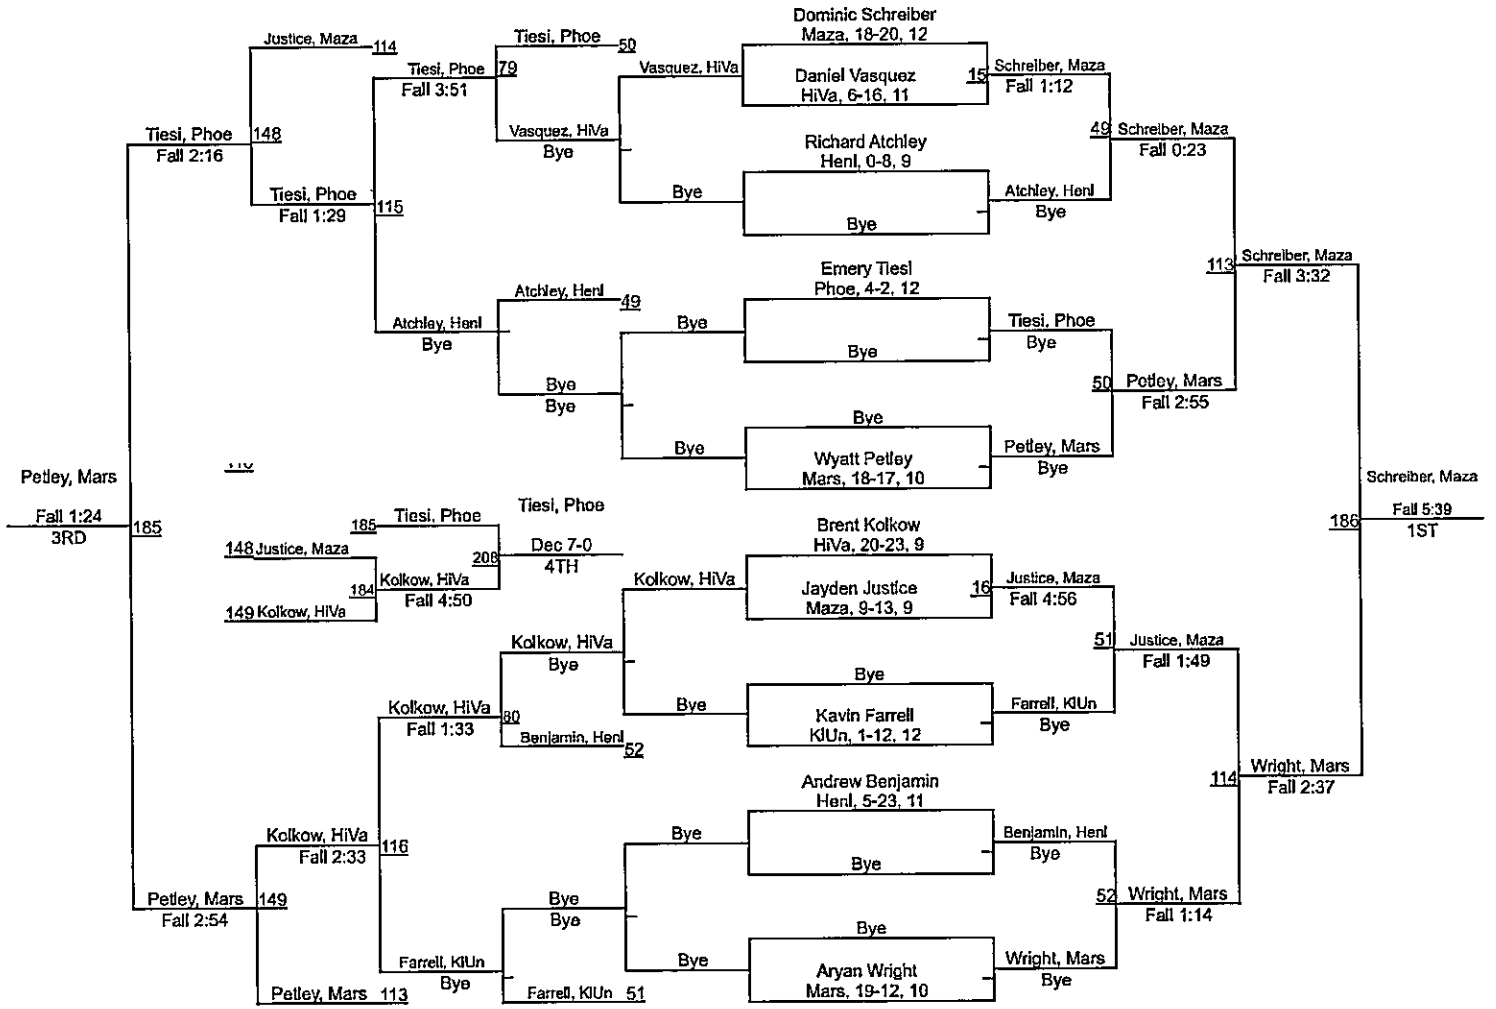 Dominic Schreiber
Maza, 18-20, 12
Daniel Vasquez
HiVa, 6-16, 11
Richard Atchley
Henl, 0-8, 9
Bye
Emery Tiesi
Phoe, 4-2, 12
Bye
Bye
Wyatt Petley
Mars, 18-17, 10
Brent Kolkow
HiVa, 20-23, 9
Jayden Justice
Maza, 9-13, 9
Bye
Kavin Farrell
KlUn, 1-12, 12
Andrew Benjamin
Henl, 5-23, 11
Bye
Bye
Aryan Wright
Mars, 19-12, 10
15
Schreiber, Maza
Fall 1:12
Atchley, Henl
Bye
Tiesi, Phoe
Bye
Petley, Mars
Bye
16
Justice, Maza
Fall 4:56
Farrell, KlUn
Bye
Benjamin, Henl
Bye
Wright, Mars
Bye
49
Schreiber, Maza
Fall 0:23
50
Petley, Mars
Fall 2:55
51
Justice, Maza
Fall 1:49
52
Wright, Mars
Fall 1:14
113
Schreiber, Maza
Fall 3:32
114
Wright, Mars
Fall 2:37
Schreiber, Maza
186
Fall 5:39
1ST
Vasquez, HiVa
Bye
Bye
Bye
Kolkow, HiVa
Bye
Bye
Bye
Tiesi, Phoe
50
Vasquez, HiVa
Bye
Atchley, Henl
49
Bye
Bye
Kolkow, HiVa
Bye
Benjamin, Henl
52
Bye
Bye
Farrell, KlUn
51
Tiesi, Phoe
79
Fall 3:51
Atchley, Henl
Bye
Kolkow, HiVa
80
Fall 1:33
Farrell, KlUn
Bye
Justice, Maza
114
Tiesi, Phoe
115
Fall 1:29
Kolkow, HiVa
116
Fall 2:33
Petley, Mars
113
Tiesi, Phoe
148
Fall 2:16
Petley, Mars
149
Fall 2:54
Petley, Mars
Fall 1:24
185
3RD
185
Tiesi, Phoe
148
Justice, Maza
149
Kolkow, HiVa
184
Kolkow, HiVa
Fall 4:50
Tiesi, Phoe
208
Dec 7-0
4TH